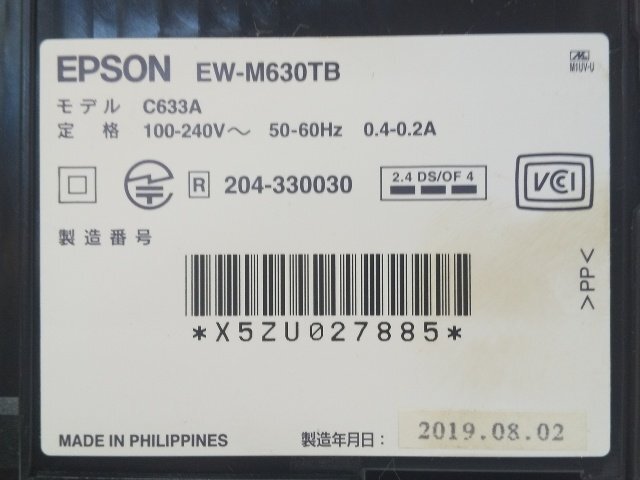 EPSON EW-M630TB
M1UV-U
モデル C633A
定 格 100-240V～ 50-60Hz 0.4-0.2A
R 204-330030 2.4 DS/OF 4 VCCI
製造番号
>PP<
*X5ZU027885*
MADE IN PHILIPPINES 製造年月日： 2019.08.02